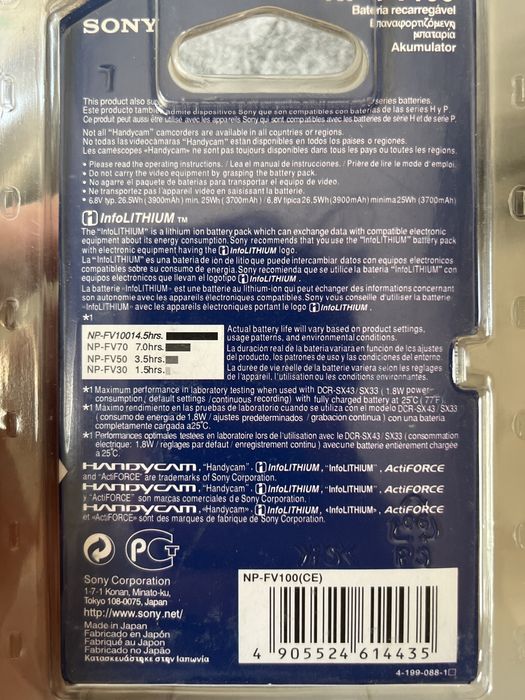 SONY
Bateria recarregável
Επαναφορτιζόμενη
μπαταρία
Akumulator
This product also sup series batteries.
Este producto también admite dispositivos Sony que son compatibles con baterías de las series H y P.
Ce produit peut aussi être utilisé avec les appareils Sony qui sont compatibles avec les batteries de série H et de série P.
Not all "Handycam" camcorders are available in all countries or regions.
No todas las videocámaras "Handycam" están disponibles en todos los países o regiones.
Les camescopes «Handycam» ne sont pas toujours disponibles dans tous les pays ou toutes les régions.
• Please read the operating instructions. / Lea el manual de instrucciones. / Prière de lire le mode d'emploi.
• Do not carry the video equipment by grasping the battery pack.
• No agarre el paquete de baterías para transportar el equipo de video.
• Ne transportez pas l'appareil vidéo en saisissant la batterie.
• 6.8V typ. 26.5Wh (3900mAh) min. 25Wh (3700mAh) / 6.8V típica 26.5Wh (3900mAh) mínima 25Wh (3700mAh)
InfoLITHIUM TM
The "InfoLITHIUM" is a lithium ion battery pack which can exchange data with compatible electronic
equipment about its energy consumption. Sony recommends that you use the "InfoLITHIUM" battery pack
with electronic equipment having the InfoLITHIUM logo.
La "InfoLITHIUM" es una batería de ion de litio que puede intercambiar datos con equipos electrónicos
compatibles sobre su consumo de energía. Sony recomienda que se utilice la batería "InfoLITHIUM" con
equipos electrónicos que llevan el logotipo InfoLITHIUM .
La batterie «InfoLITHIUM» est une batterie au lithium-ion qui peut échanger des informations concernant
son autonomie avec les appareils électroniques compatibles. Sony vous conseille d'utiliser la batterie
«InfoLITHIUM» avec les appareils électroniques portant le logo InfoLITHIUM .
*1
NP-FV100 14.5hrs.
NP-FV70 7.0hrs.
NP-FV50 3.5hrs.
NP-FV30 1.5hrs.
Actual battery life will vary based on product settings,
usage patterns, and environmental conditions.
La duración real de la batería variará en función de los ajustes
del producto, los patrones de uso y las condiciones del entorno.
La durée de vie réelle de la batterie variera selon les réglages
de l'appareil, l'utilisation ou les conditions environnantes.
*1 Maximum performance in laboratory testing when used with DCR-SX43 / SX33 ( 1.8W power
consumption / default settings / continuous recording) with fully charged battery at 25˚C (77˚F).
*1 Máximo rendimiento en las pruebas de laboratorio cuando se utiliza con el modelo DCR-SX43 / SX33
( consumo de energía de 1,8W / ajustes predeterminados / grabación continua ) con una batería
completamente cargada a25˚C.
*1 Performances optimales testées en laboratoire lors de l'utilisation avec le DCR-SX43 / SX33 (consommation
électrique: 1,8W / réglages par défaut / enregistrement continu ) avec une batterie entièrement chargée
à 25˚C
HANDYCAM , "Handycam" , InfoLITHIUM , "InfoLITHIUM" , ActiFORCE
and "ActiFORCE" are trademarks of Sony Corporation.
HANDYCAM , "Handycam" , InfoLITHIUM , "InfoLITHIUM" , ActiFORCE
y "ActiFORCE" son marcas comerciales de Sony Corporation.
HANDYCAM , «Handycam» , InfoLITHIUM , «InfoLITHIUM» , ActiFORCE
et «ActiFORCE» sont des marques de fabrique de Sony Corporation.
Sony Corporation
1-7-1 Konan, Minato-ku,
Tokyo 108-0075, Japan
http://www.sony.net/
Made in Japan
Fabricado en Japón
Fabriqué au Japon
Fabricado no Japão
Κατασκευάστηκε στην Ιαπωνία
NP-FV100(CE)
4 905524 614435
4-199-088-1